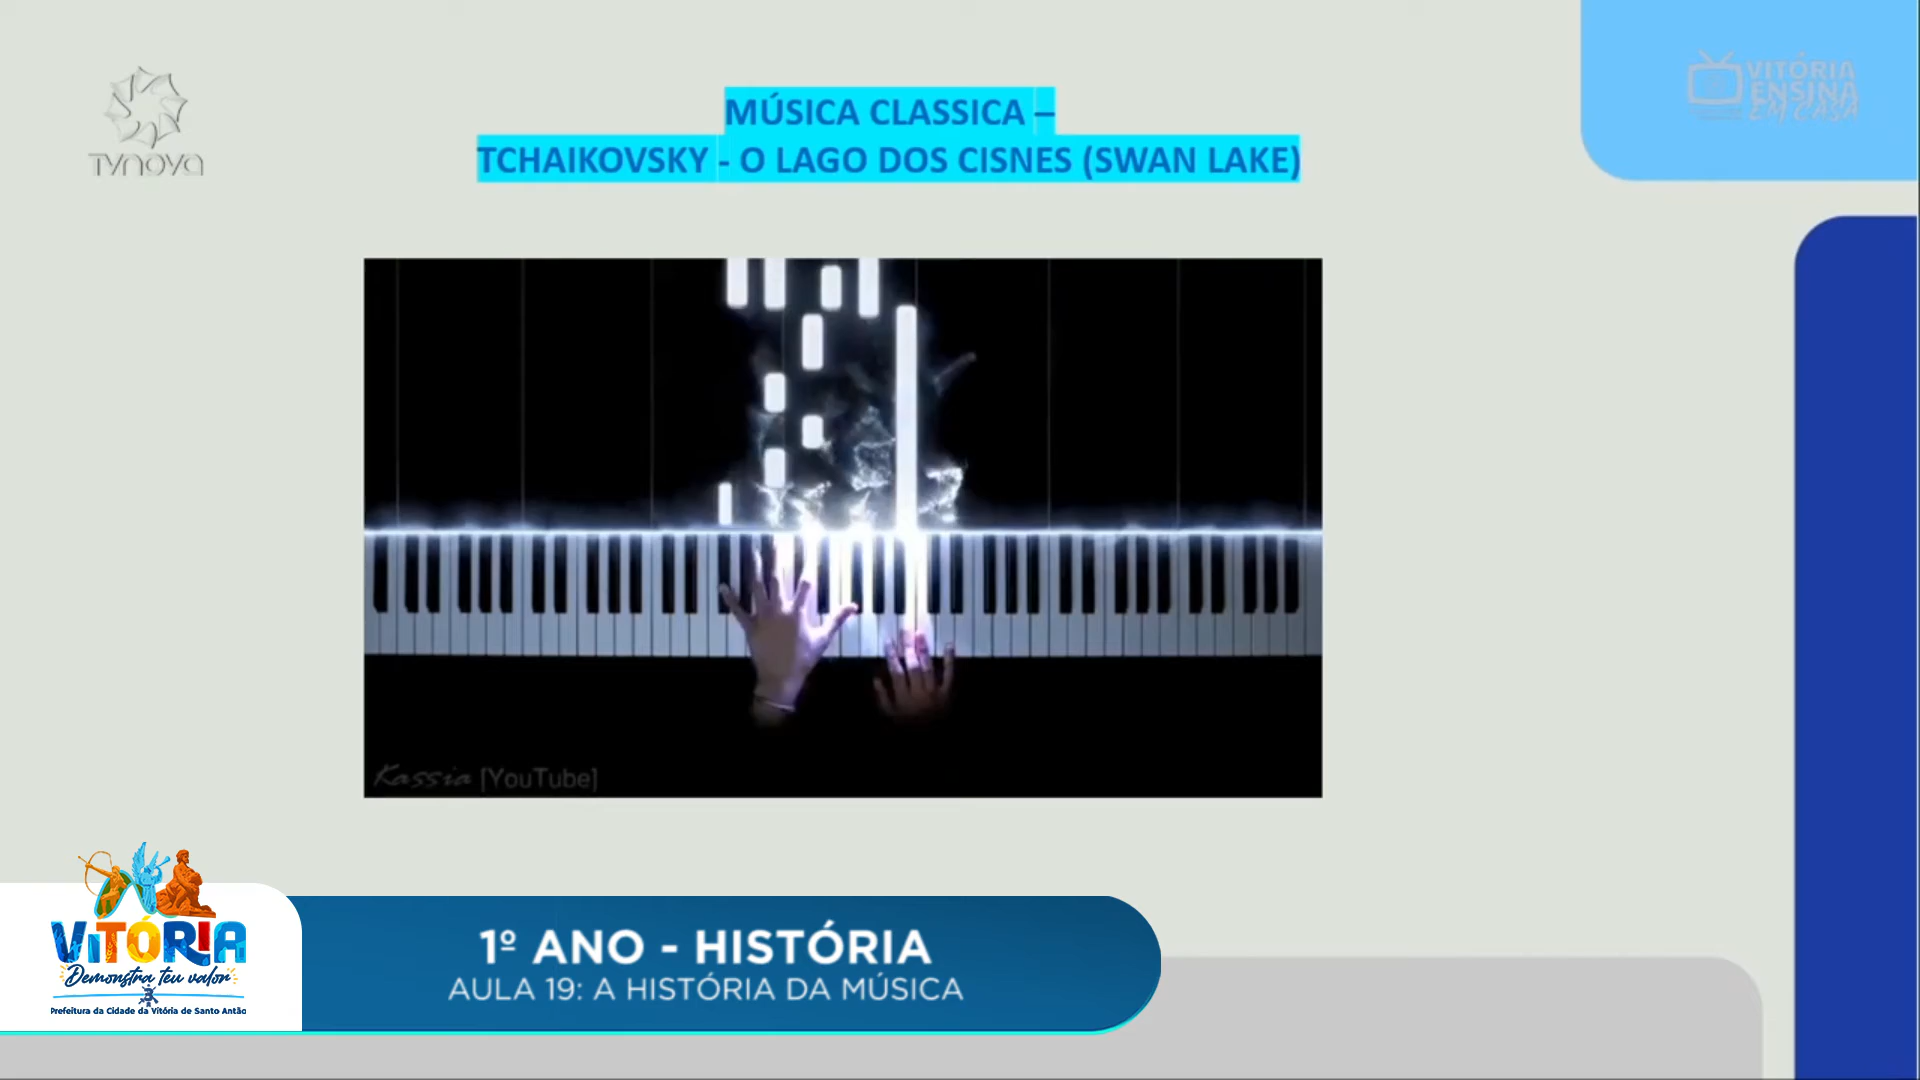 TVNOVA
VITÓRIA
ENSINA
EM CASA
MÚSICA CLASSICA –
TCHAIKOVSKY - O LAGO DOS CISNES (SWAN LAKE)
Kassia [YouTube]
VITÓRIA
Demonstra teu valor
Prefeitura da Cidade da Vitória de Santo Antão
1º ANO - HISTÓRIA
AULA 19: A HISTÓRIA DA MÚSICA